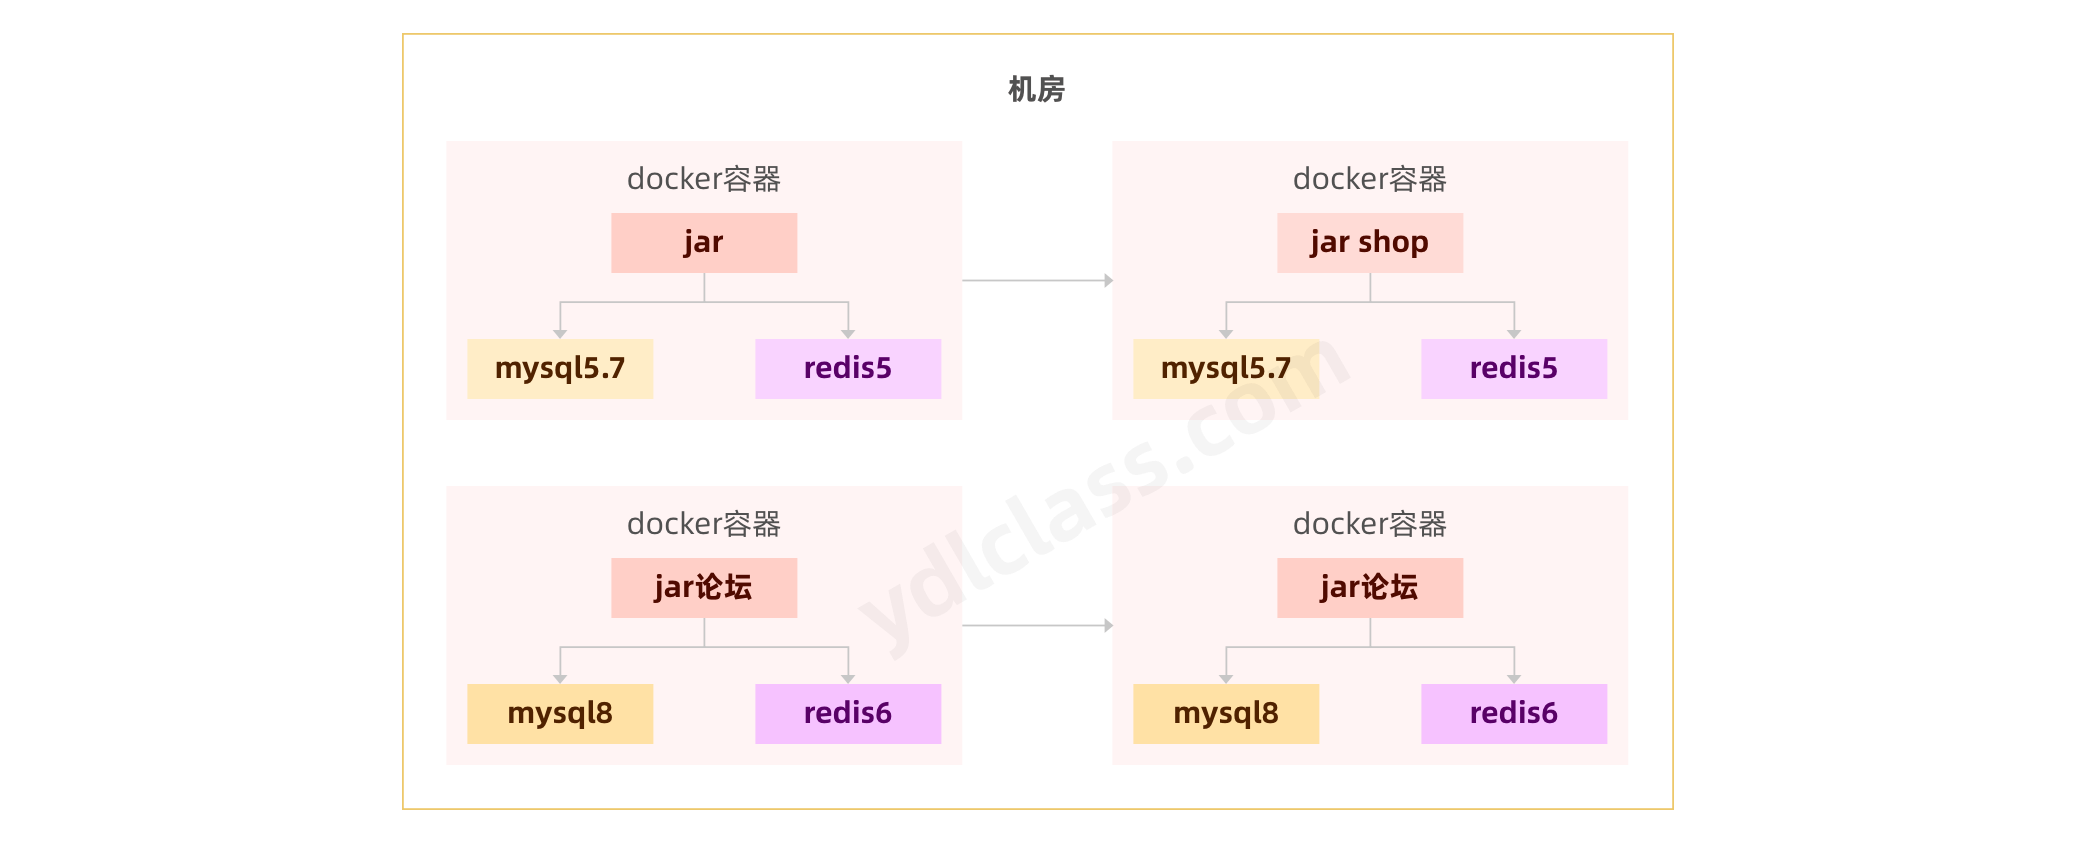 机房
docker容器
jar
mysql5.7
redis5
docker容器
jar shop
mysql5.7
redis5
docker容器
jar论坛
mysql8
redis6
docker容器
jar论坛
mysql8
redis6
ydlclass.com